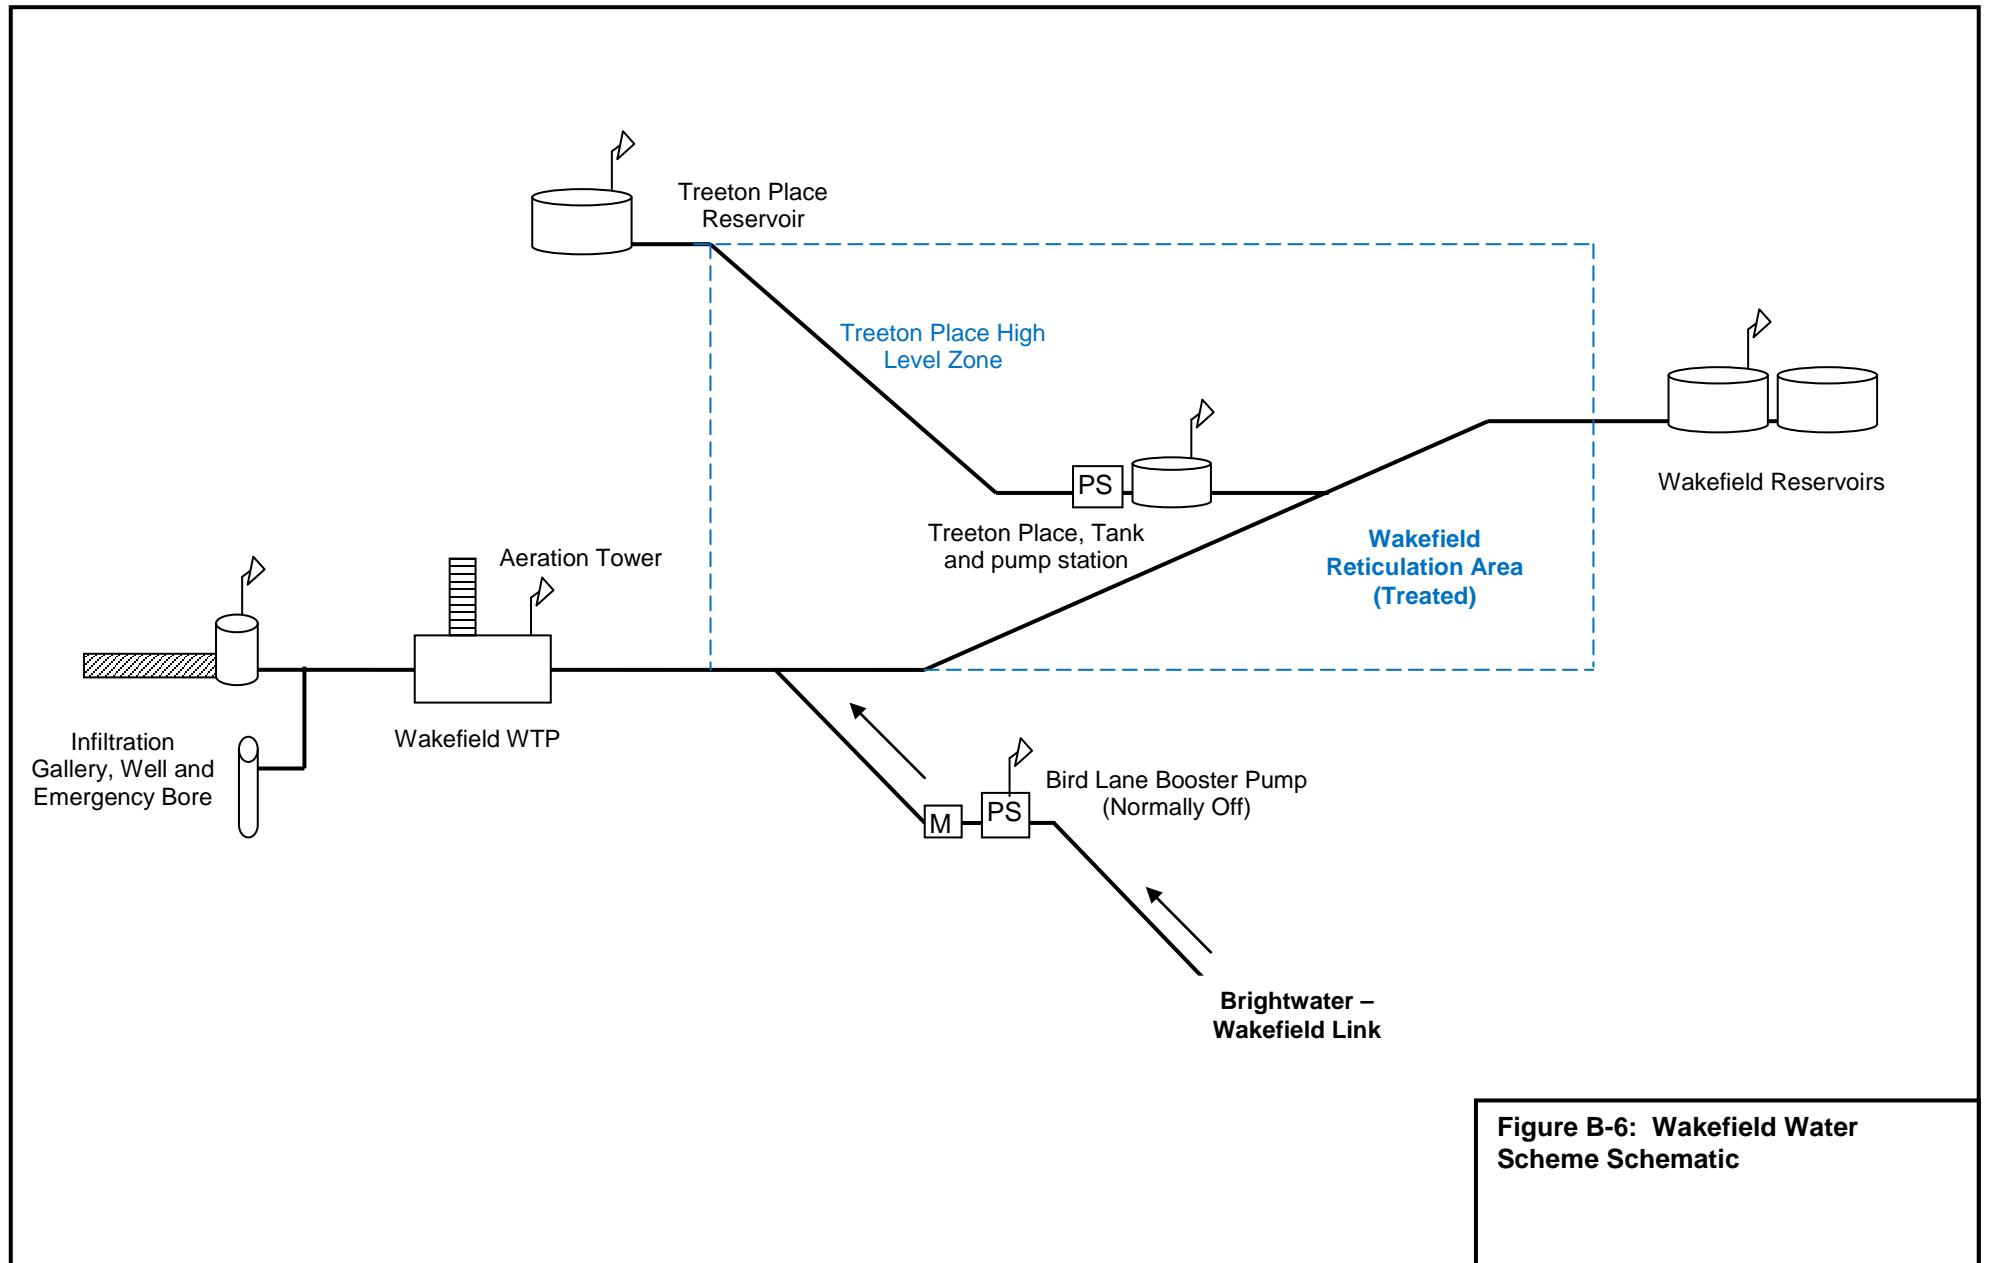 Treeton Place
Reservoir
Treeton Place High
Level Zone
PS
Treeton Place, Tank
and pump station
Wakefield Reservoirs
Wakefield
Reticulation Area
(Treated)
Aeration Tower
Wakefield WTP
Infiltration
Gallery, Well and
Emergency Bore
Bird Lane Booster Pump
(Normally Off)
M
PS
Brightwater –
Wakefield Link
Figure B-6: Wakefield Water
Scheme Schematic